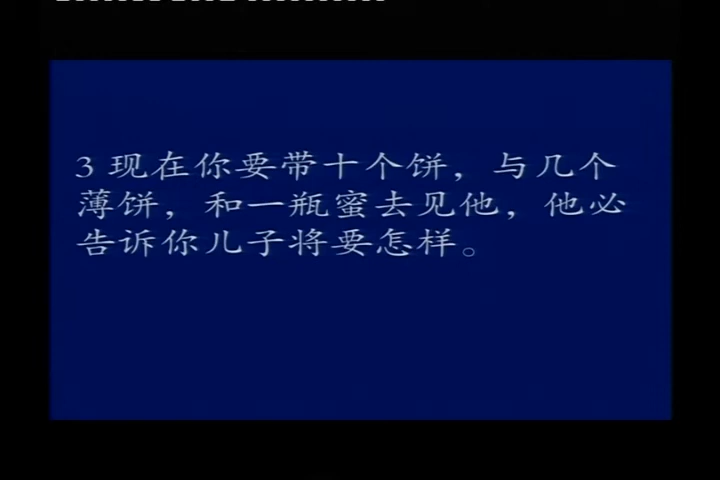 3 现在你要带十个饼，与几个
薄饼，和一瓶蜜去见他，他必
告诉你儿子将要怎样。